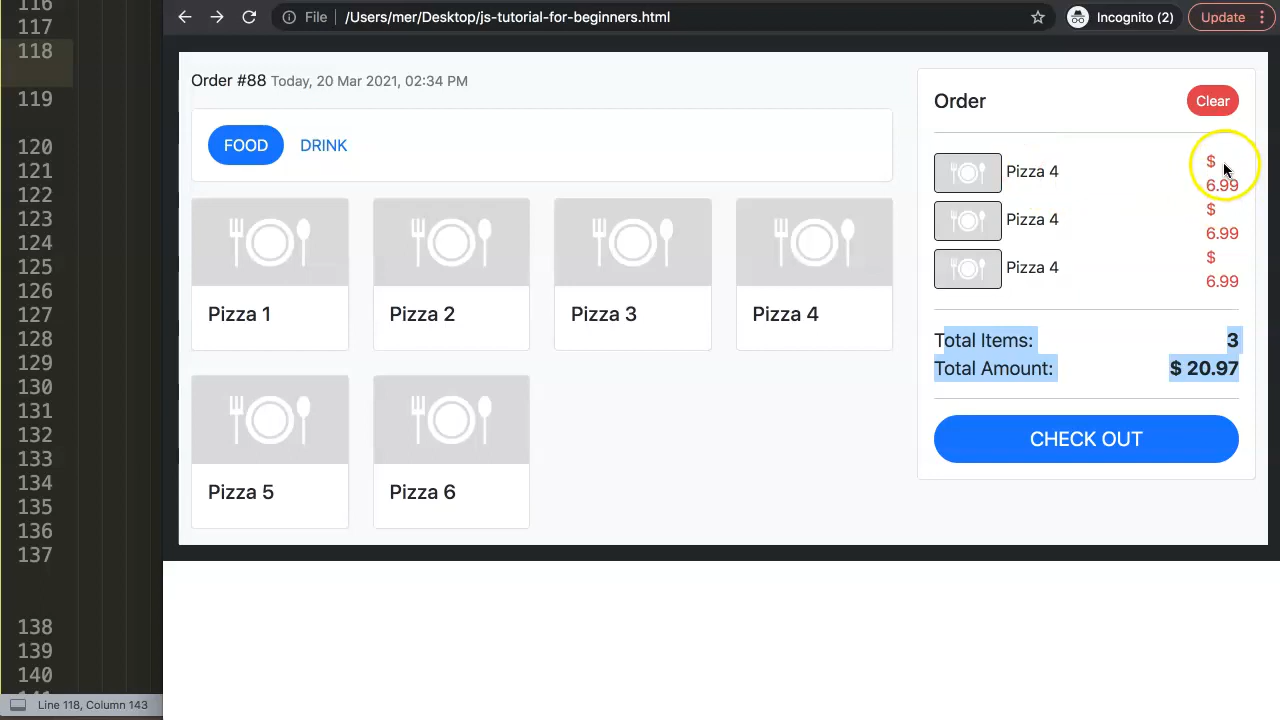 116
117
118
119
120
121
122
123
124
125
126
127
128
129
130
131
132
133
134
135
136
137
138
139
140
Line 118, Column 143
File /Users/mer/Desktop/js-tutorial-for-beginners.html
Incognito (2)
Update
Order #88 Today, 20 Mar 2021, 02:34 PM
FOOD DRINK
Pizza 1
Pizza 2
Pizza 3
Pizza 4
Pizza 5
Pizza 6
Order
Clear
Pizza 4
$
6.99
Pizza 4
$
6.99
Pizza 4
$
6.99
Total Items: 3
Total Amount: $ 20.97
CHECK OUT